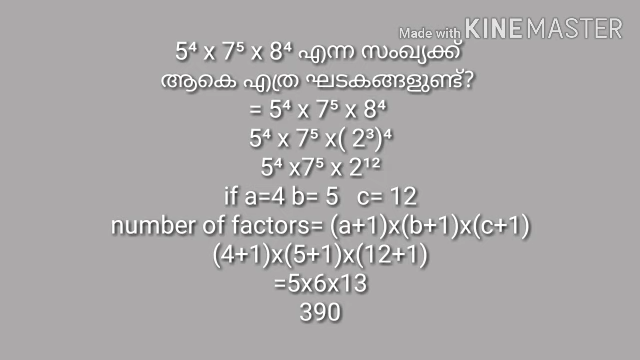 Made with KINEMASTER
5⁴ x 7⁵ x 8⁴ എന്ന സംഖ്യക്ക്
ആകെ എത്ര ഘടകങ്ങളുണ്ട്?
= 5⁴ x 7⁵ x 8⁴
5⁴ x 7⁵ x( 2³)⁴
5⁴ x7⁵ x 2¹²
if a=4 b= 5 c= 12
number of factors= (a+1)x(b+1)x(c+1)
(4+1)x(5+1)x(12+1)
=5x6x13
390